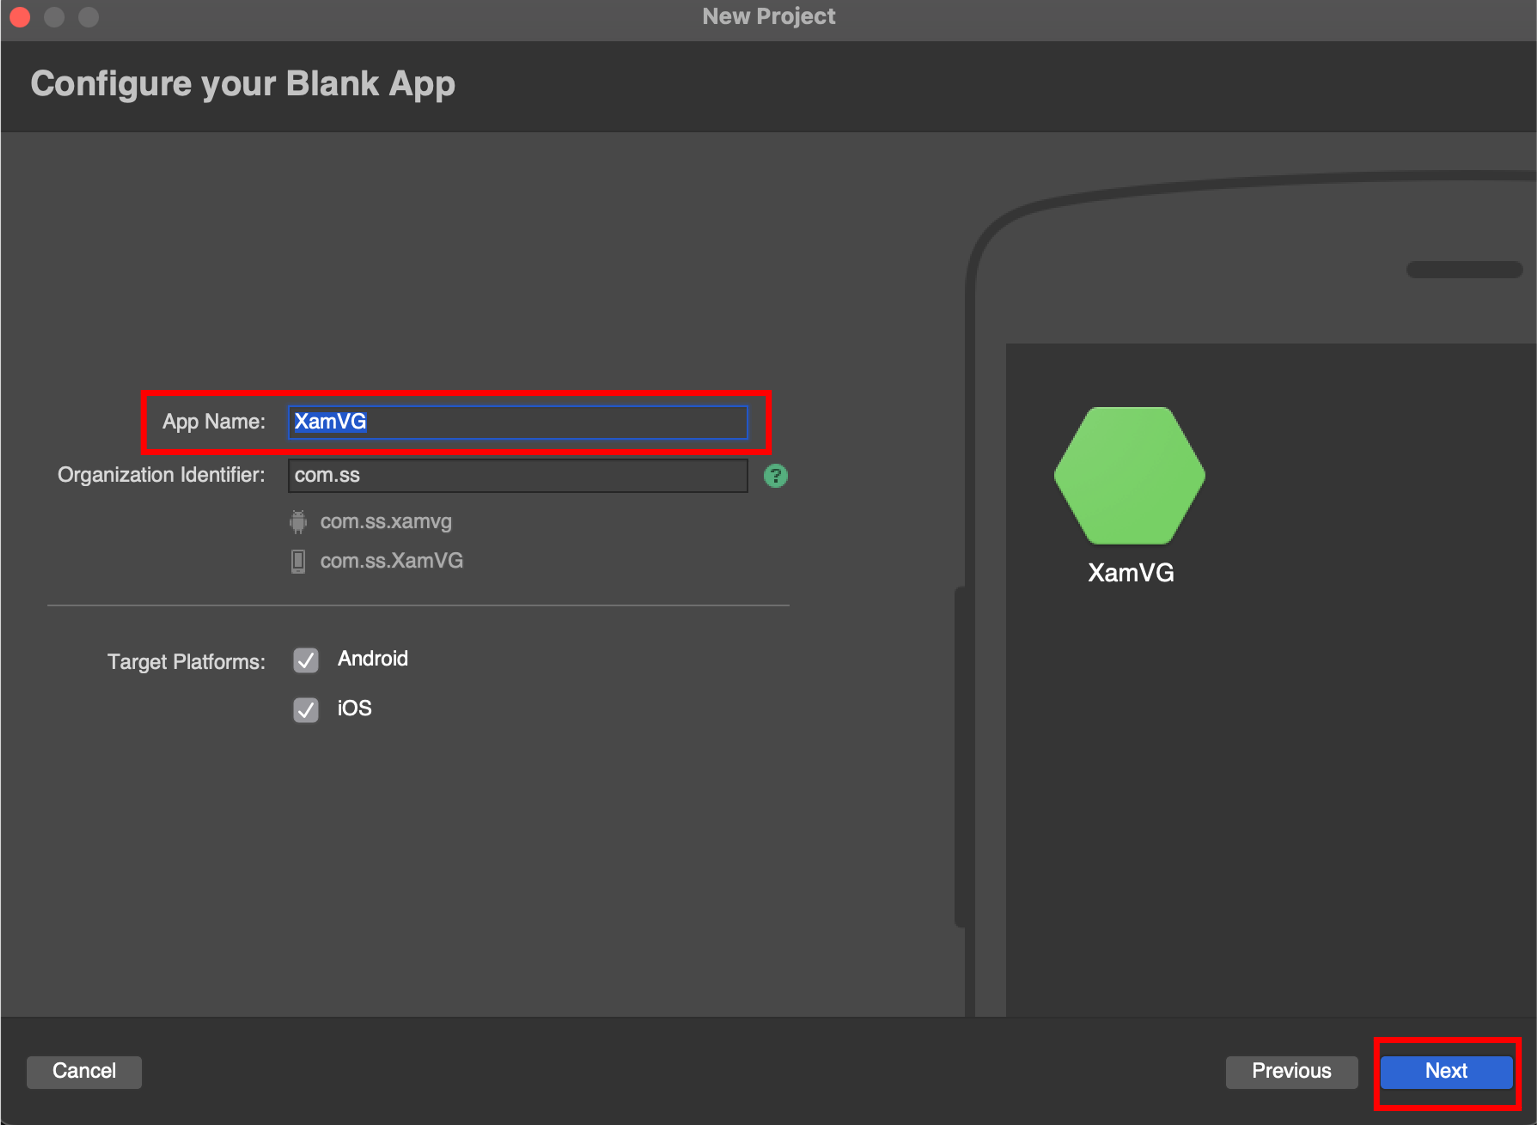 New Project
Configure your Blank App
App Name: XamVG
Organization Identifier: com.ss ?
com.ss.xamvg
com.ss.XamVG
Target Platforms: Android
iOS
XamVG
Cancel Previous Next